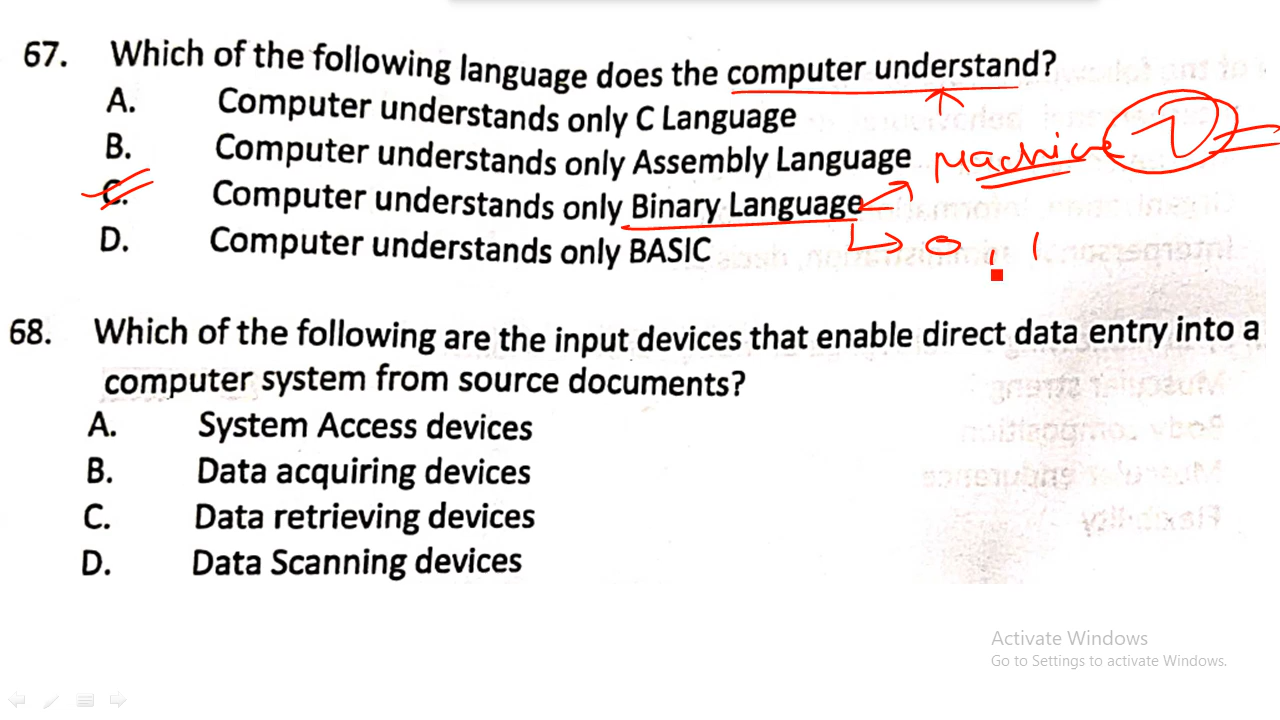 67. Which of the following language does the computer understand?
A. Computer understands only C Language
B. Computer understands only Assembly Language
Machine
C. Computer understands only Binary Language
0, 1
D. Computer understands only BASIC
68. Which of the following are the input devices that enable direct data entry into a
computer system from source documents?
A. System Access devices
B. Data acquiring devices
C. Data retrieving devices
D. Data Scanning devices
Activate Windows
Go to Settings to activate Windows.